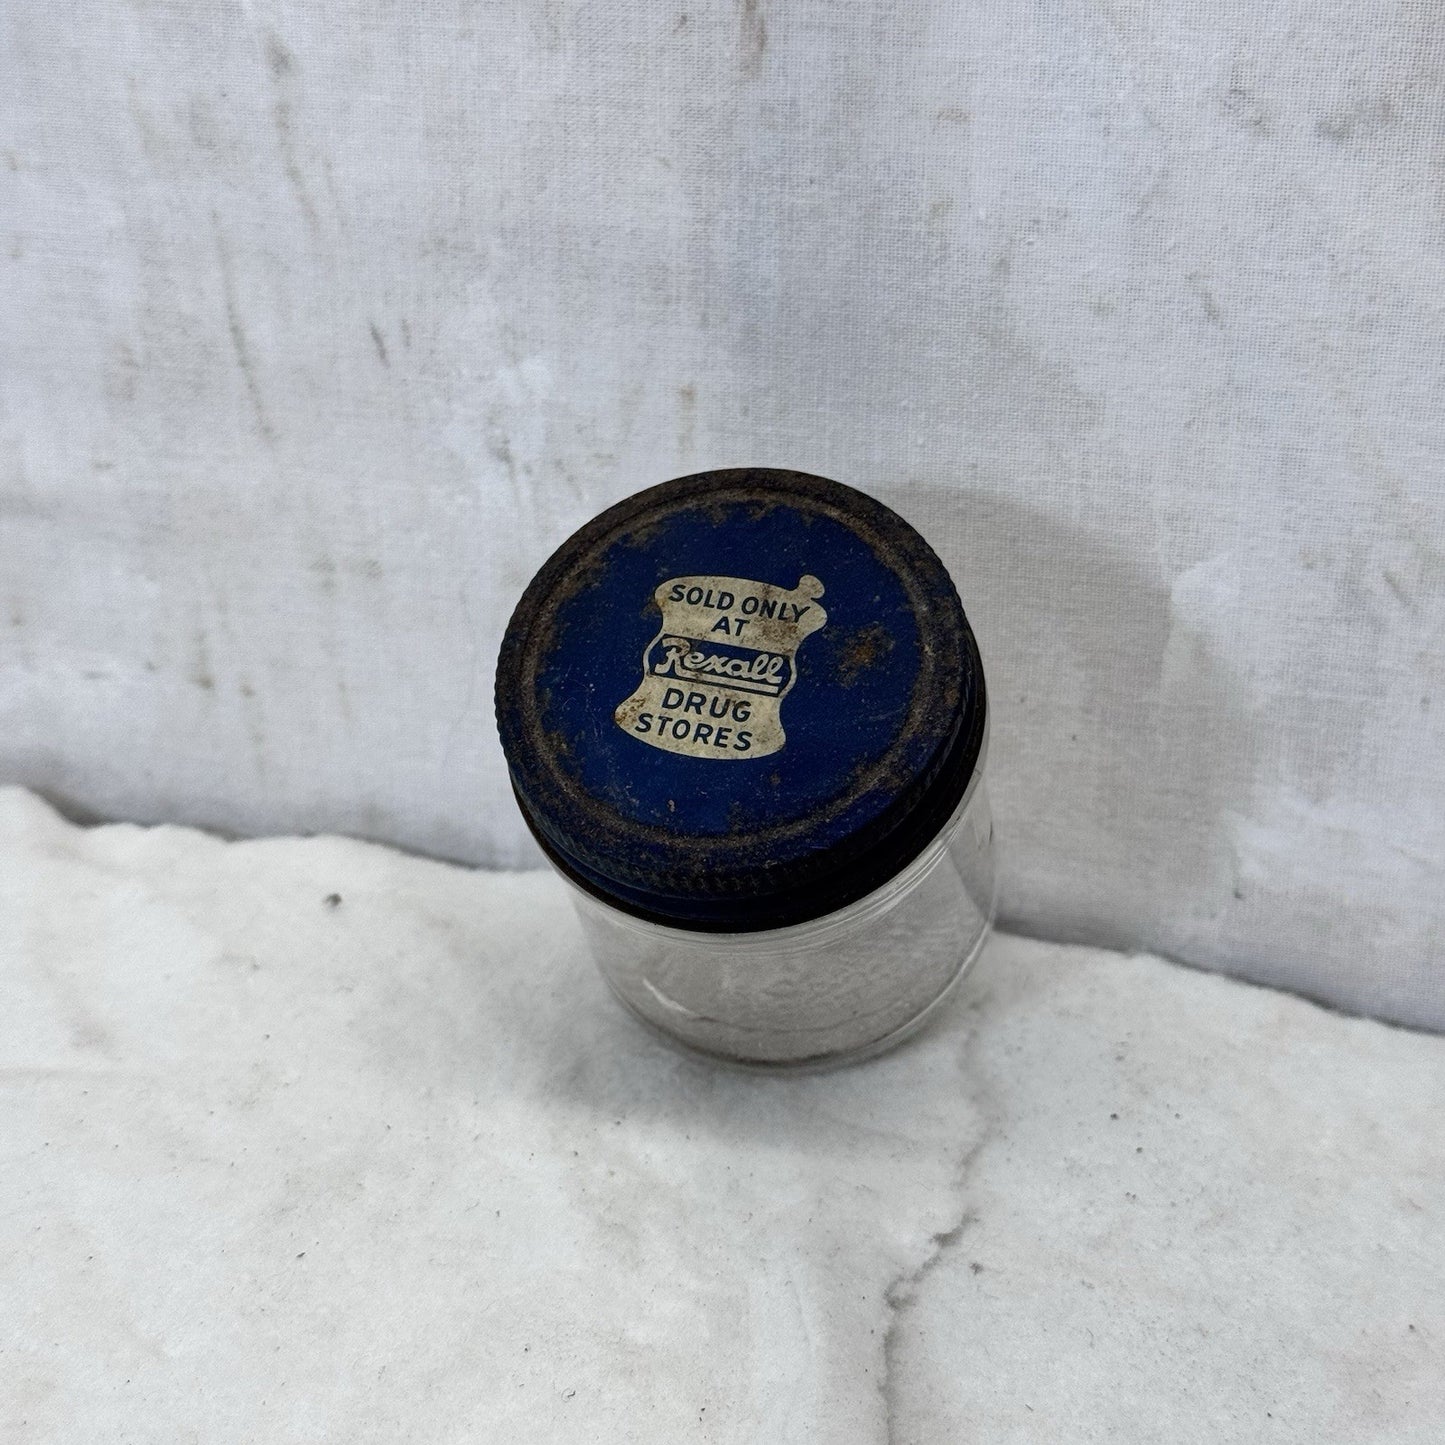 SOLD ONLY
AT
Rexall
DRUG
STORES